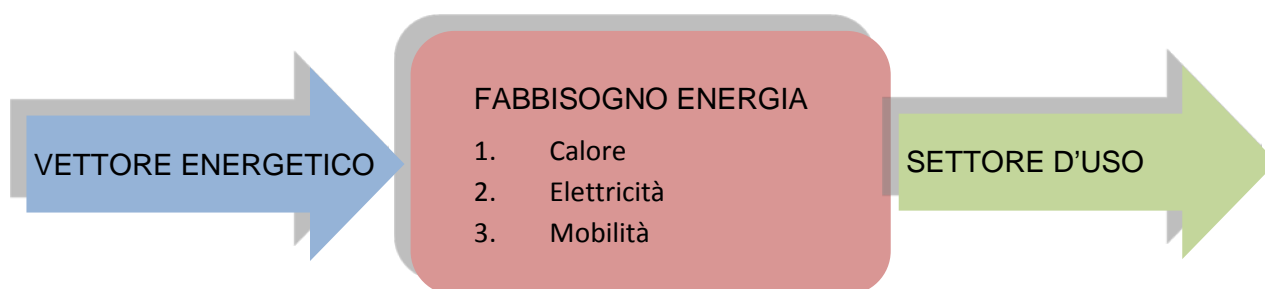 VETTORE ENERGETICO
FABBISOGNO ENERGIA
1. Calore
2. Elettricità
3. Mobilità
SETTORE D'USO